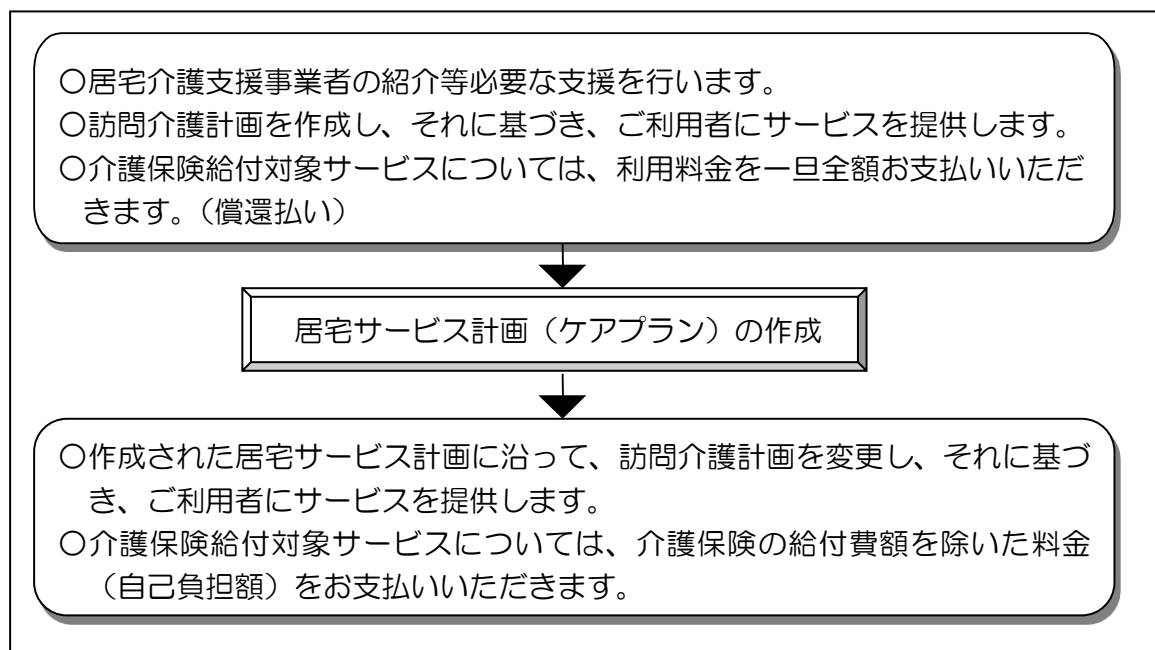 ○居宅介護支援事業者の紹介等必要な支援を行います。
○訪問介護計画を作成し、それに基づき、ご利用者にサービスを提供します。
○介護保険給付対象サービスについては、利用料金を一旦全額お支払いいただ
きます。（償還払い）
居宅サービス計画（ケアプラン）の作成
○作成された居宅サービス計画に沿って、訪問介護計画を変更し、それに基づ
き、ご利用者にサービスを提供します。
○介護保険給付対象サービスについては、介護保険の給付費額を除いた料金
（自己負担額）をお支払いいただきます。